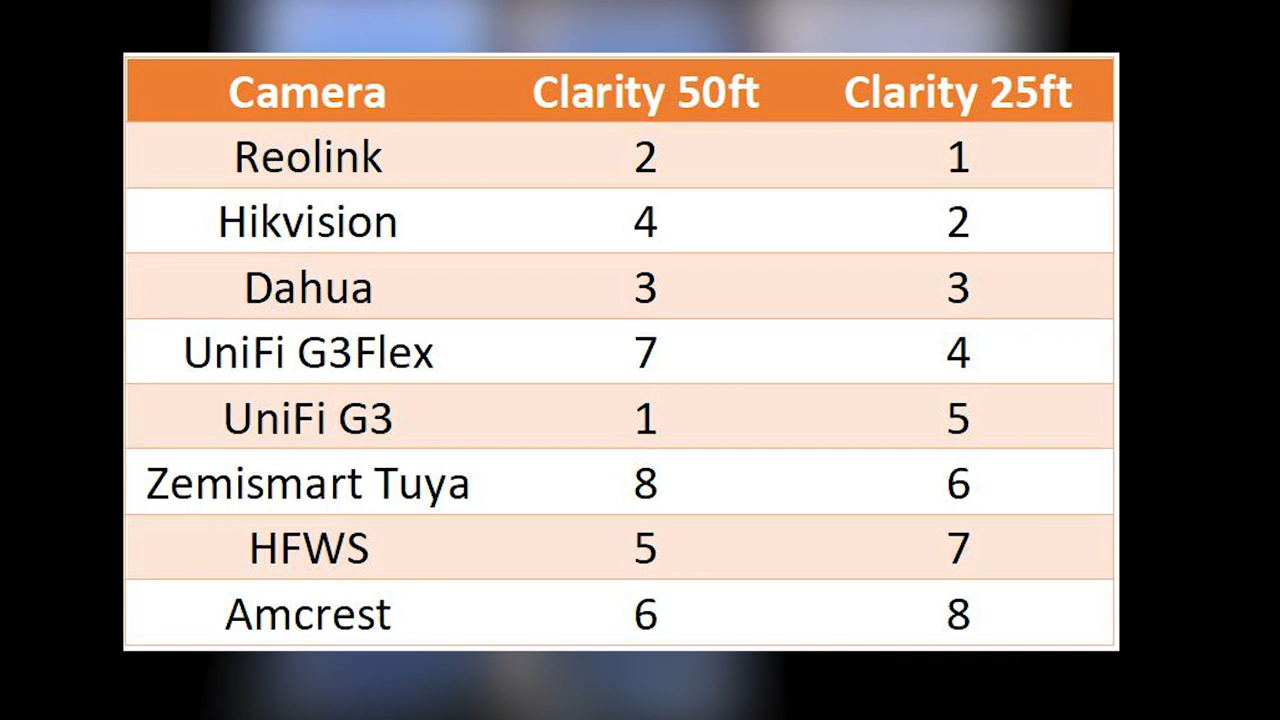 Camera Clarity 50ft Clarity 25ft
Reolink 2 1
Hikvision 4 2
Dahua 3 3
UniFi G3Flex 7 4
UniFi G3 1 5
Zemismart Tuya 8 6
HFWS 5 7
Amcrest 6 8